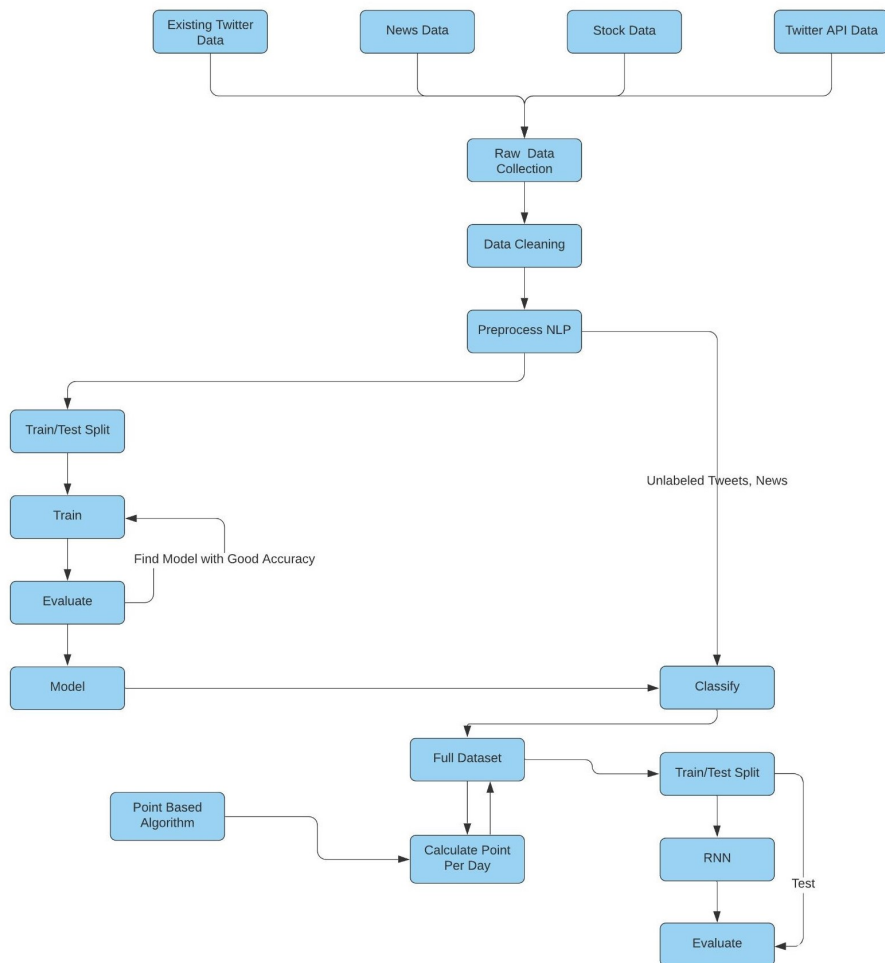 Existing Twitter
Data
News Data
Stock Data
Twitter API Data
Raw Data
Collection
Data Cleaning
Preprocess NLP
Train/Test Split
Unlabeled Tweets, News
Train
Find Model with Good Accuracy
Evaluate
Model
Classify
Full Dataset
Train/Test Split
Point Based
Algorithm
Calculate Point
Per Day
RNN
Test
Evaluate